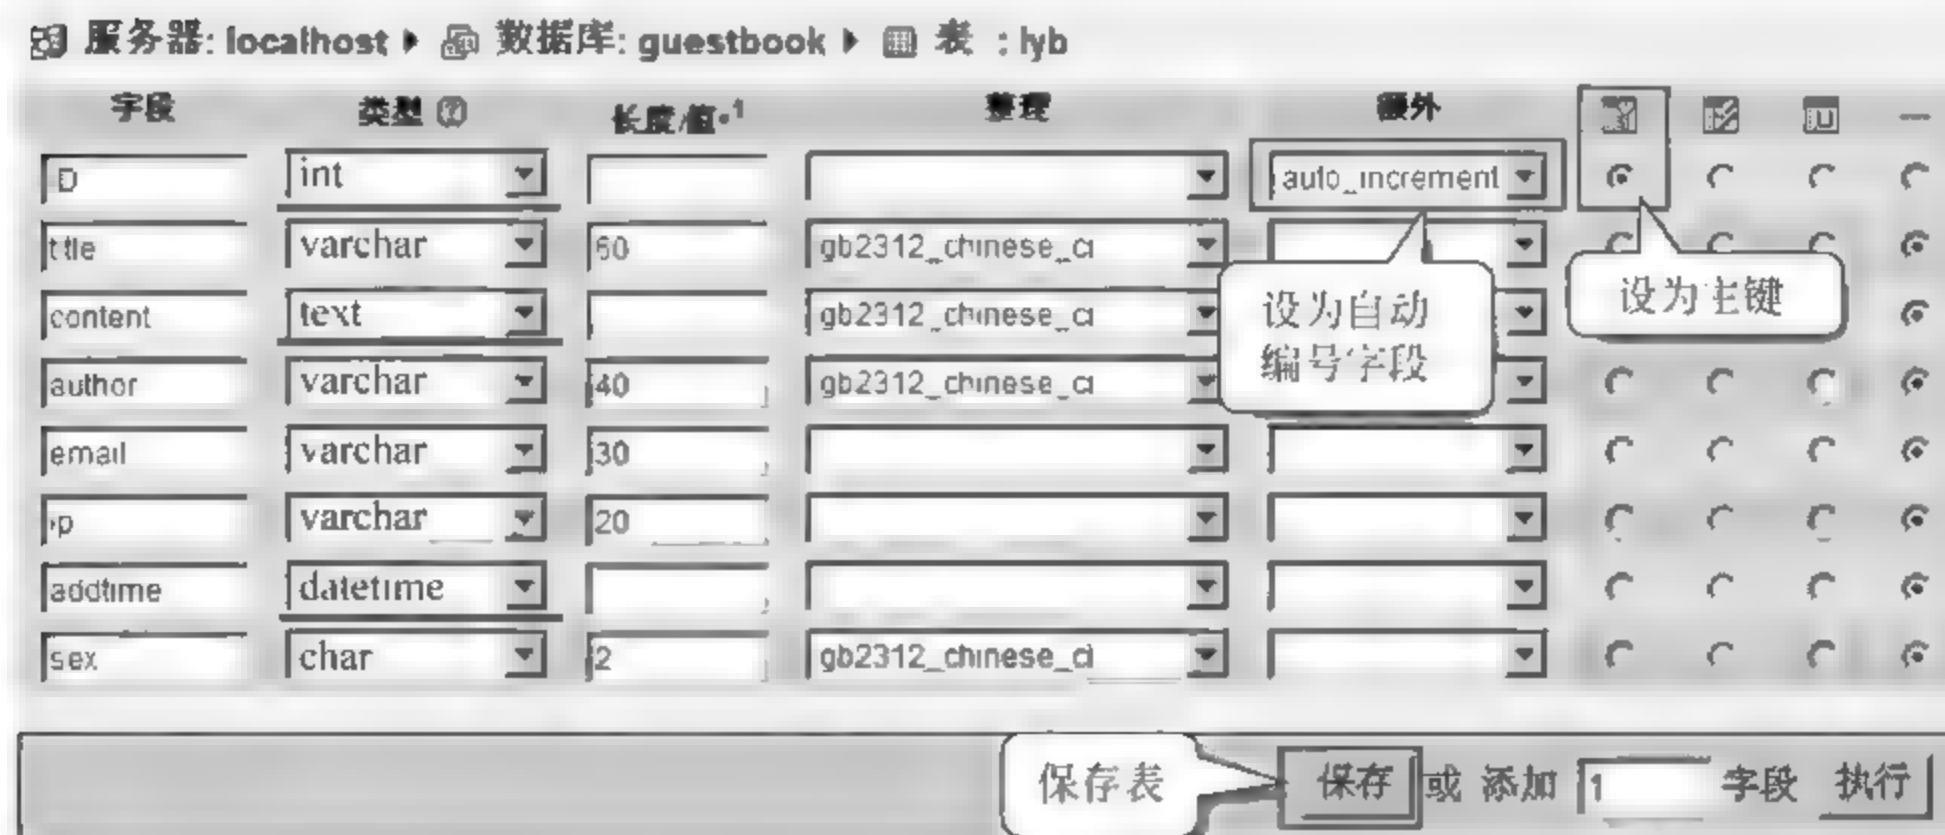 服务器: localhost ▸ 数据库: guestbook ▸ 表 : lyb
字段 类型 长度/值*1 整理 额外
ID int auto_increment
title varchar 60 gb2312_chinese_ci
content text gb2312_chinese_ci
author varchar 40 gb2312_chinese_ci
email varchar 30
ip varchar 20
addtime datetime
sex char 2 gb2312_chinese_ci
设为自动
编号字段
设为主键
保存表
保存 或 添加 1 字段 执行